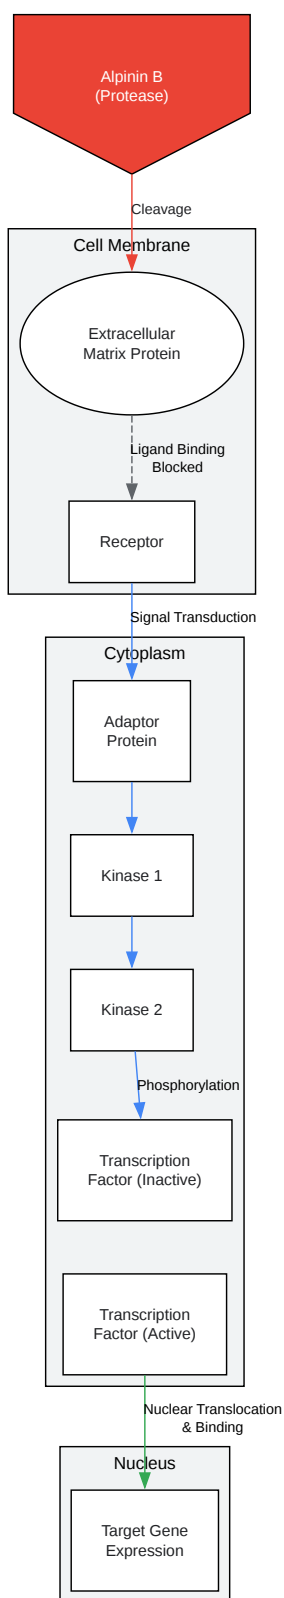 Alpinin B
(Protease)
Cleavage
Cell Membrane
Extracellular
Matrix Protein
Ligand Binding
Blocked
Receptor
Signal Transduction
Cytoplasm
Adaptor
Protein
Kinase 1
Kinase 2
Phosphorylation
Transcription
Factor (Inactive)
Transcription
Factor (Active)
Nuclear Translocation
& Binding
Nucleus
Target Gene
Expression